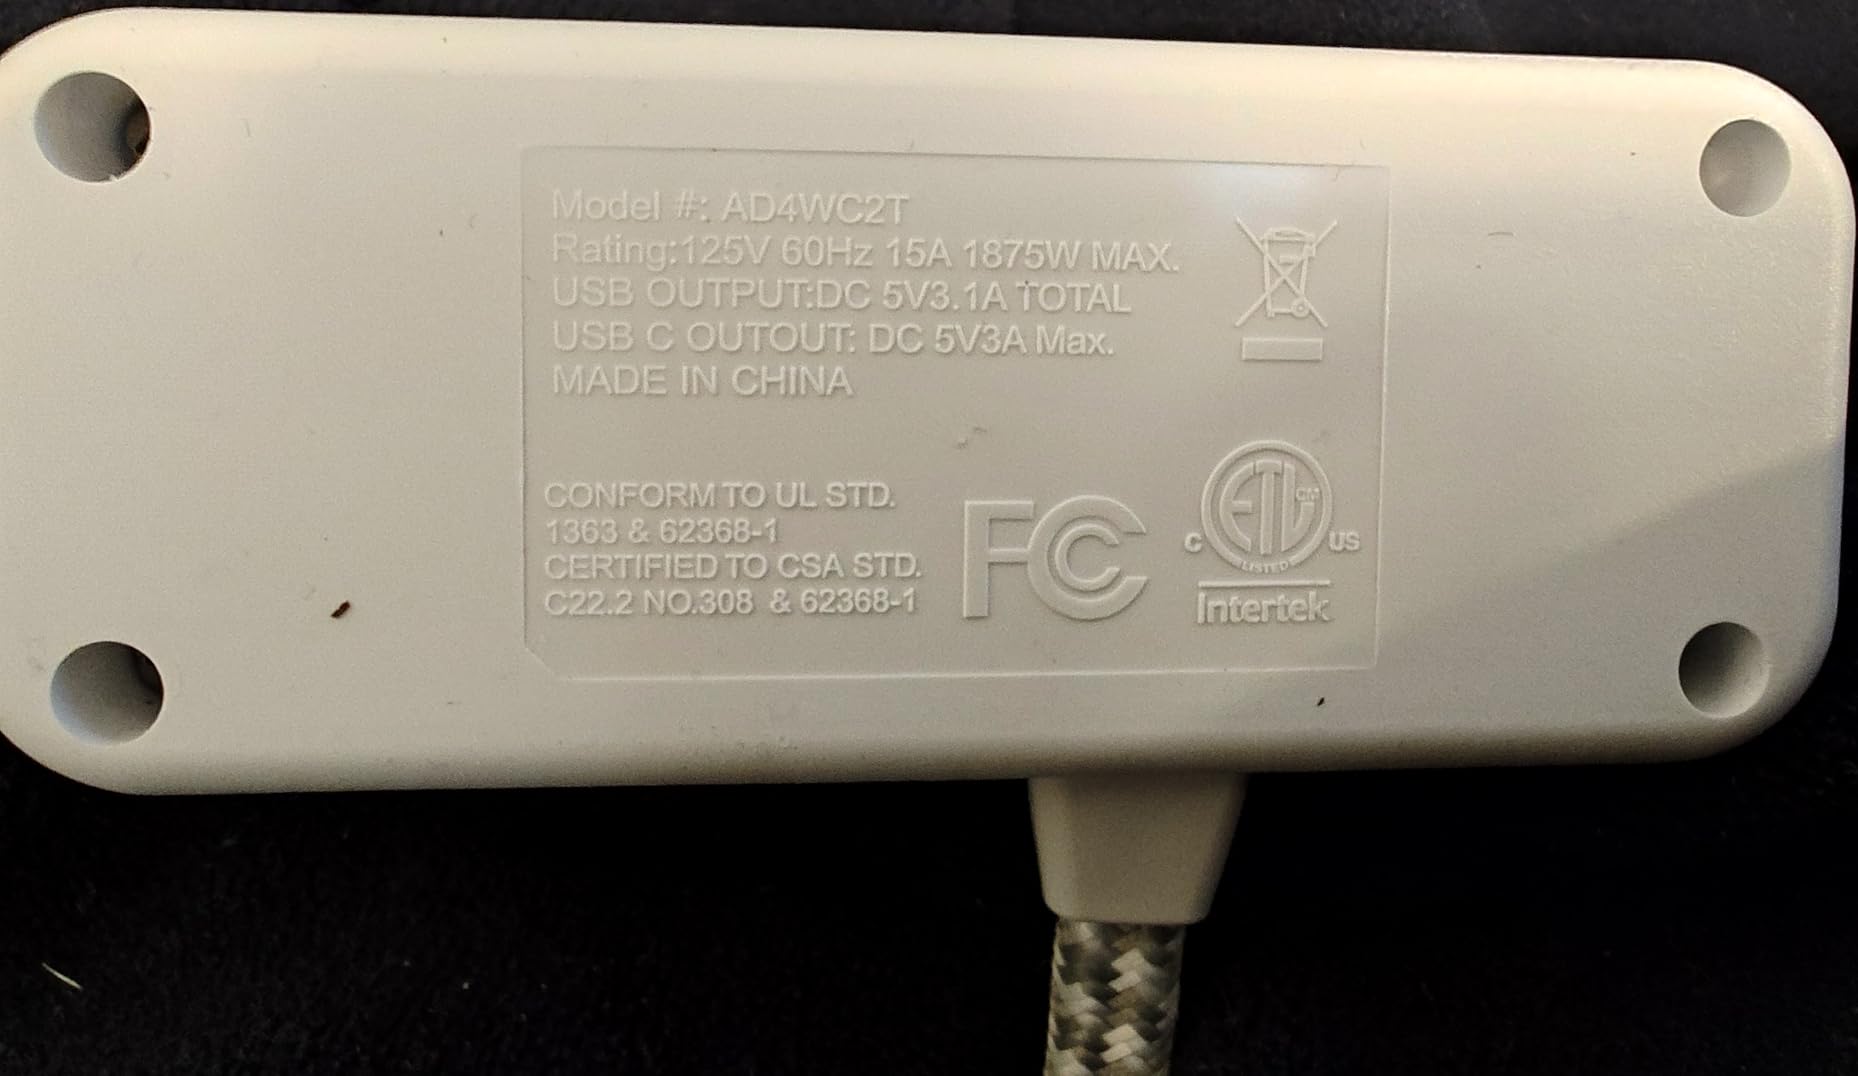 Model #: AD4WC2T
Rating:125V 60Hz 15A 1875W MAX.
USB OUTPUT:DC 5V3.1A TOTAL
USB C OUTOUT: DC 5V3A Max.
MADE IN CHINA
CONFORM TO UL STD.
1363 & 62368-1
CERTIFIED TO CSA STD.
C22.2 NO.308 & 62368-1
FC
ETL CM
C US
LISTED
Intertek